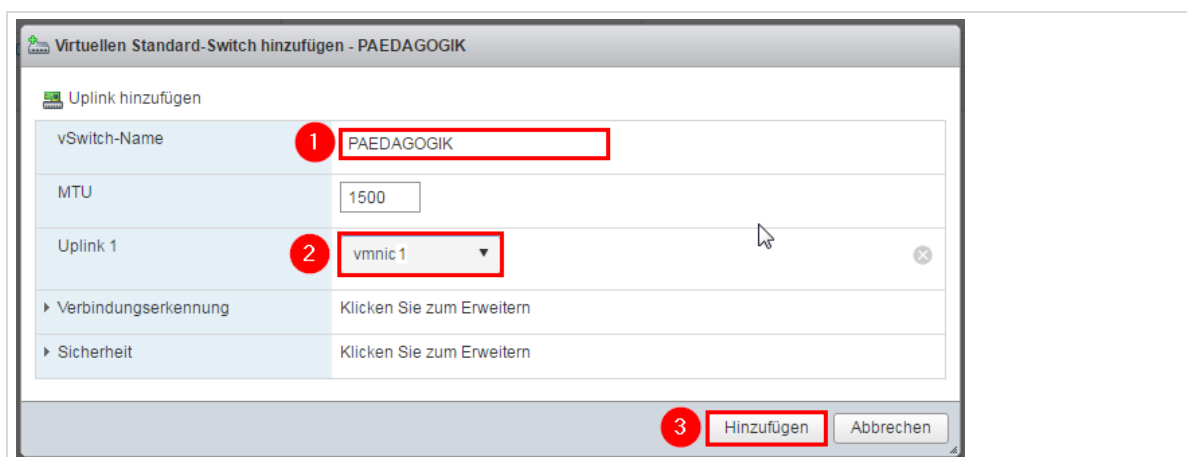 Virtuellen Standard-Switch hinzufügen - PAEDAGOGIK
Uplink hinzufügen
vSwitch-Name
1
PAEDAGOGIK
MTU
1500
Uplink 1
2
vmnic1
Verbindungserkennung
Klicken Sie zum Erweitern
Sicherheit
Klicken Sie zum Erweitern
3
Hinzufügen
Abbrechen